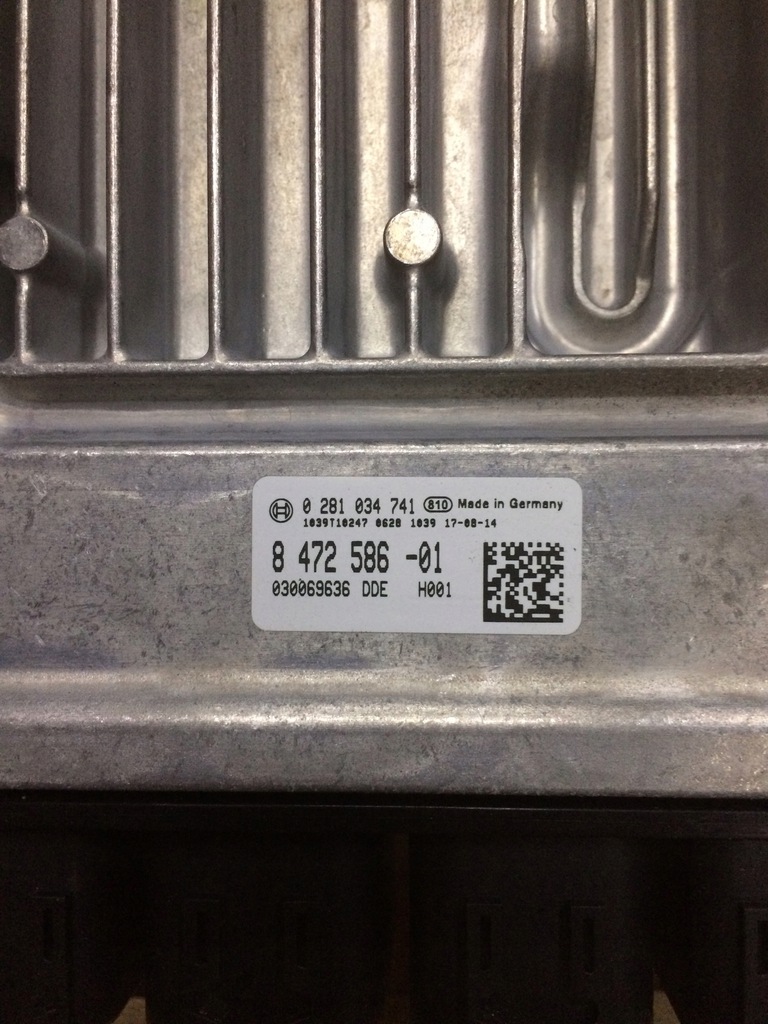 0 281 034 741 810 Made in Germany
1039T10247 0628 1039 17-08-14
8 472 586 -01
030069636 DDE H001